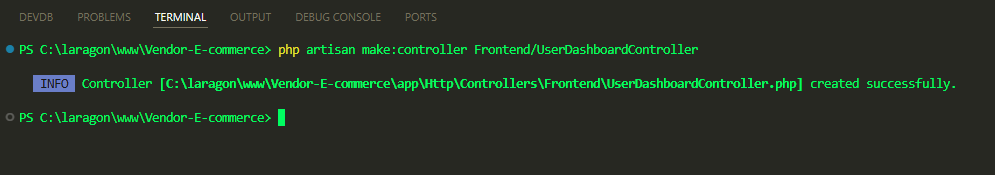 DEVDB PROBLEMS TERMINAL OUTPUT DEBUG CONSOLE PORTS
PS C:\laragon\www\Vendor-E-commerce> php artisan make:controller Frontend/UserDashboardController
INFO Controller [C:\laragon\www\Vendor-E-commerce\app\Http\Controllers\Frontend\UserDashboardController.php] created successfully.
PS C:\laragon\www\Vendor-E-commerce>